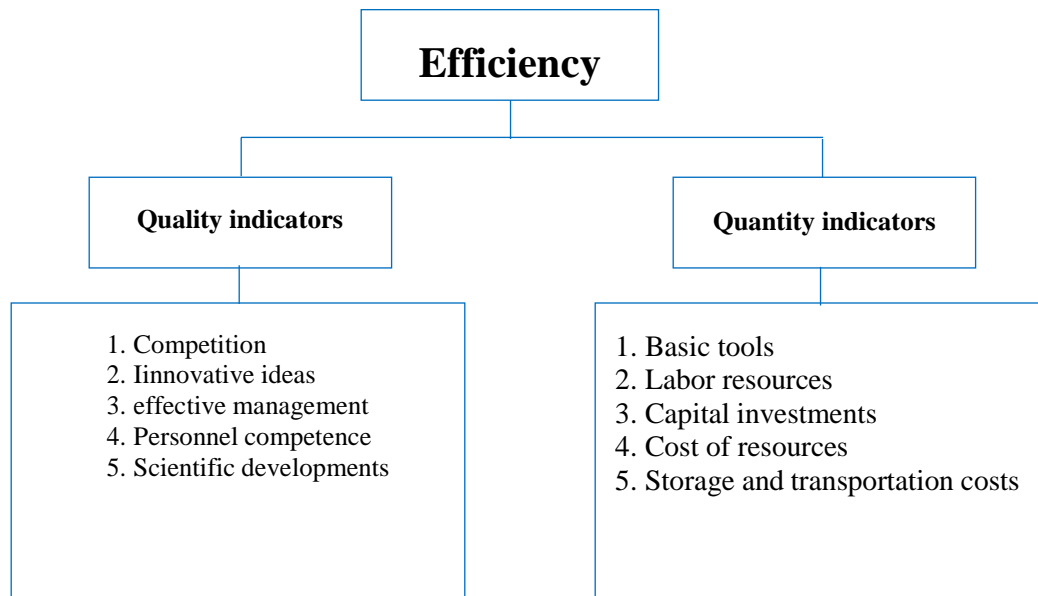 Efficiency
Quality indicators
Quantity indicators
1. Competition
2. Iinnovative ideas
3. effective management
4. Personnel competence
5. Scientific developments
1. Basic tools
2. Labor resources
3. Capital investments
4. Cost of resources
5. Storage and transportation costs